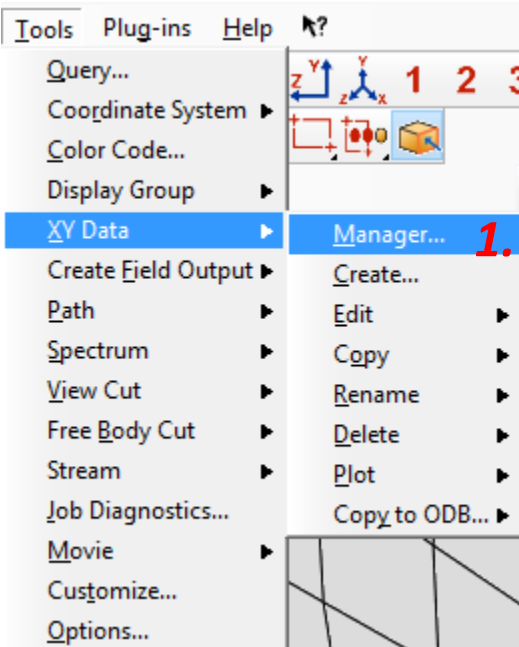 Tools Plug-ins Help ?
Query...
Coordinate System
Color Code...
Display Group
XY Data
Create Field Output
Path
Spectrum
View Cut
Free Body Cut
Stream
Job Diagnostics...
Movie
Customize...
Options...
z Y
Y z x
1 2 3
Manager... 1.
Create...
Edit
Copy
Rename
Delete
Plot
Copy to ODB...